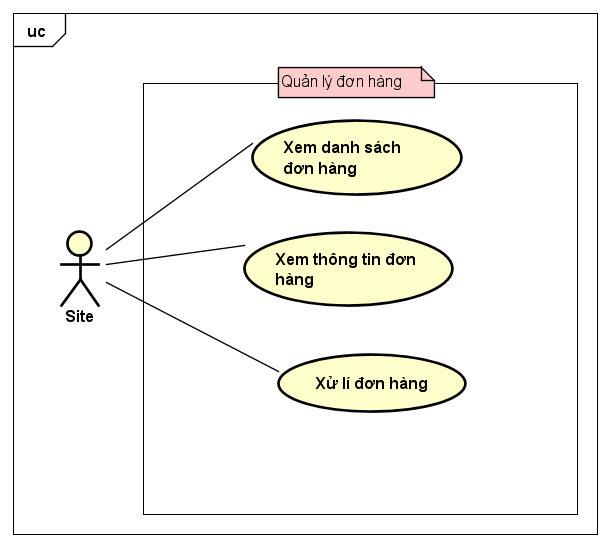 uc
Quản lý đơn hàng
Xem danh sách
đơn hàng
Xem thông tin đơn
hàng
Site
Xử lí đơn hàng